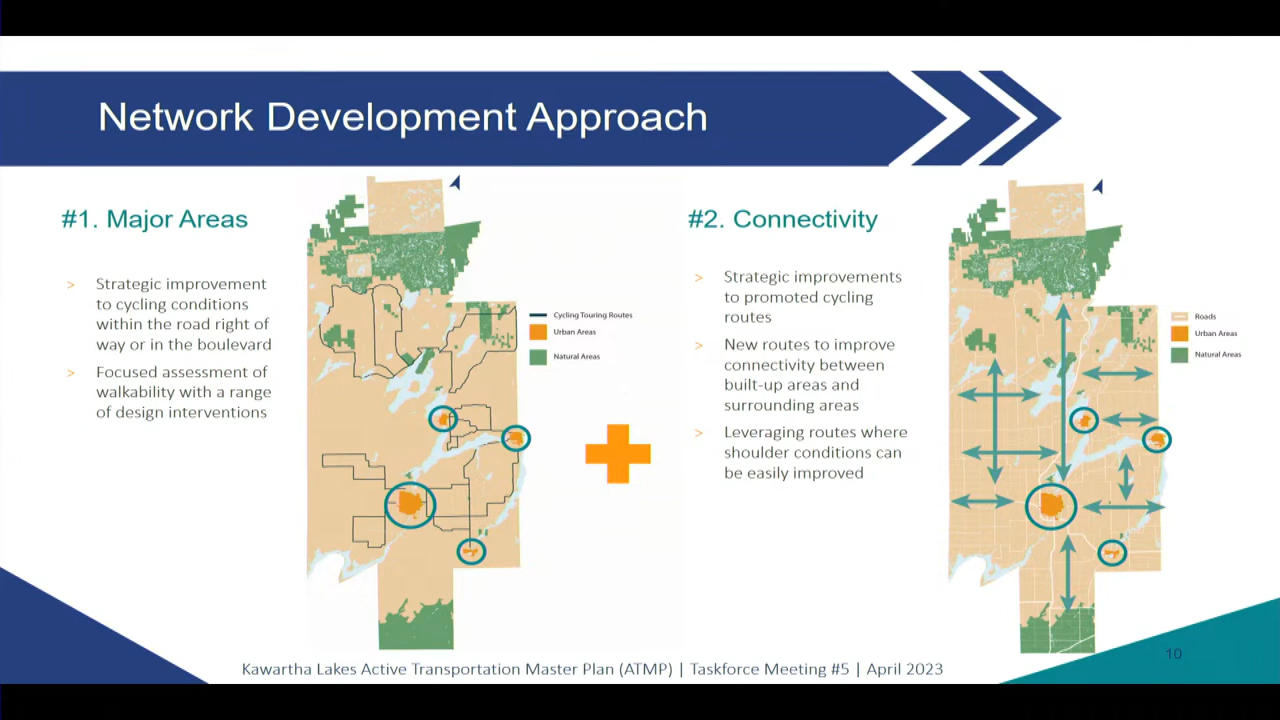 Network Development Approach
#1. Major Areas
> Strategic improvement
to cycling conditions
within the road right of
way or in the boulevard
> Focused assessment of
walkability with a range
of design interventions
Cycling Touring Routes
Urban Areas
Natural Areas
#2. Connectivity
> Strategic improvements
to promoted cycling
routes
> New routes to improve
connectivity between
built-up areas and
surrounding areas
> Leveraging routes where
shoulder conditions can
be easily improved
Roads
Urban Areas
Natural Areas
Kawartha Lakes Active Transportation Master Plan (ATMP) | Taskforce Meeting #5 | April 2023
10